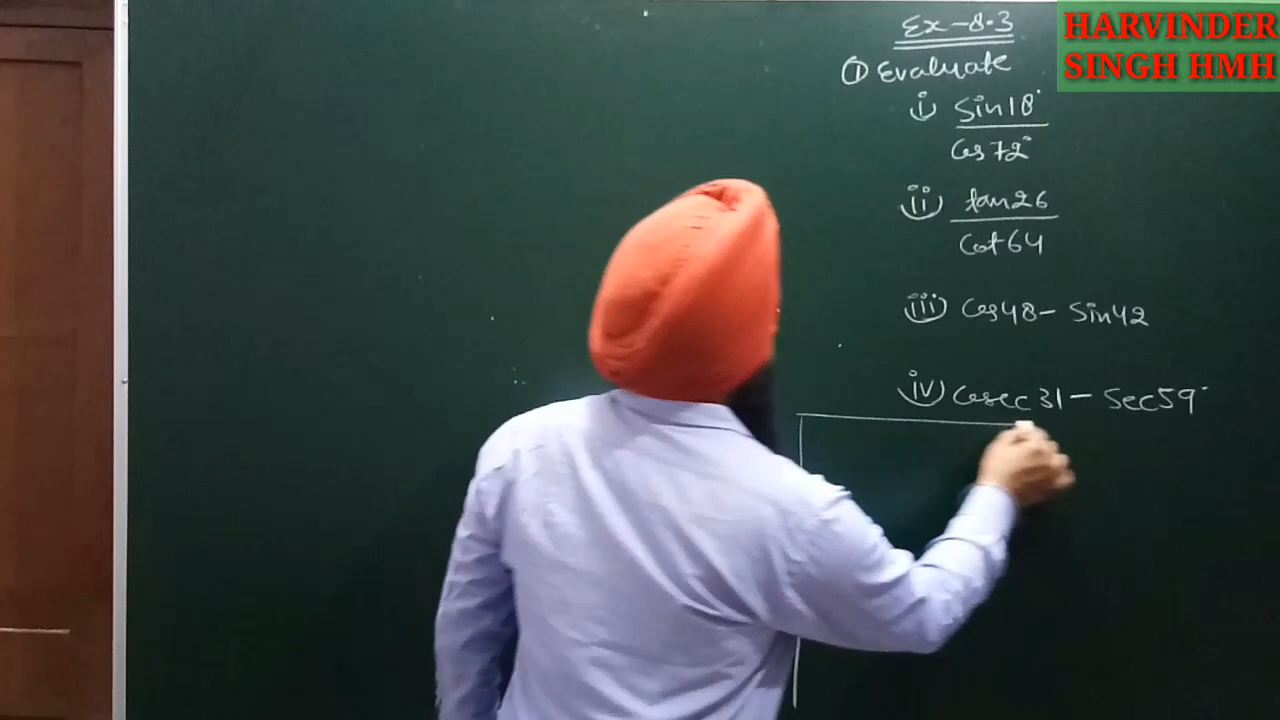 Ex-8.3
① Evaluate
i) Sin18°
Cos72°
ii) tan26
Cot64
iii) Cos48- Sin42
iv) Cosec31- Sec59°
HARVINDER
SINGH HMH